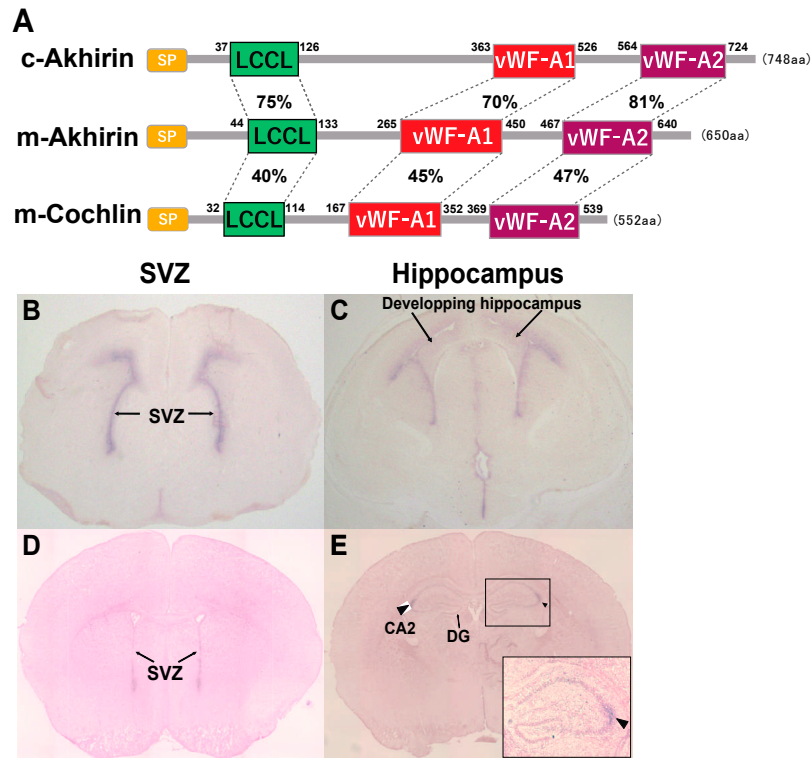 A
c-Akhirin SP 37 LCCL 126 363 vWF-A1 526 564 vWF-A2 724 (748aa)
75% 70% 81%
m-Akhirin SP 44 LCCL 133 265 vWF-A1 450 467 vWF-A2 640 (650aa)
40% 45% 47%
m-Cochlin SP 32 LCCL 114 167 vWF-A1 352 369 vWF-A2 539 (552aa)
SVZ Hippocampus
B
SVZ
C
Developping hippocampus
D
SVZ
E
CA2
DG